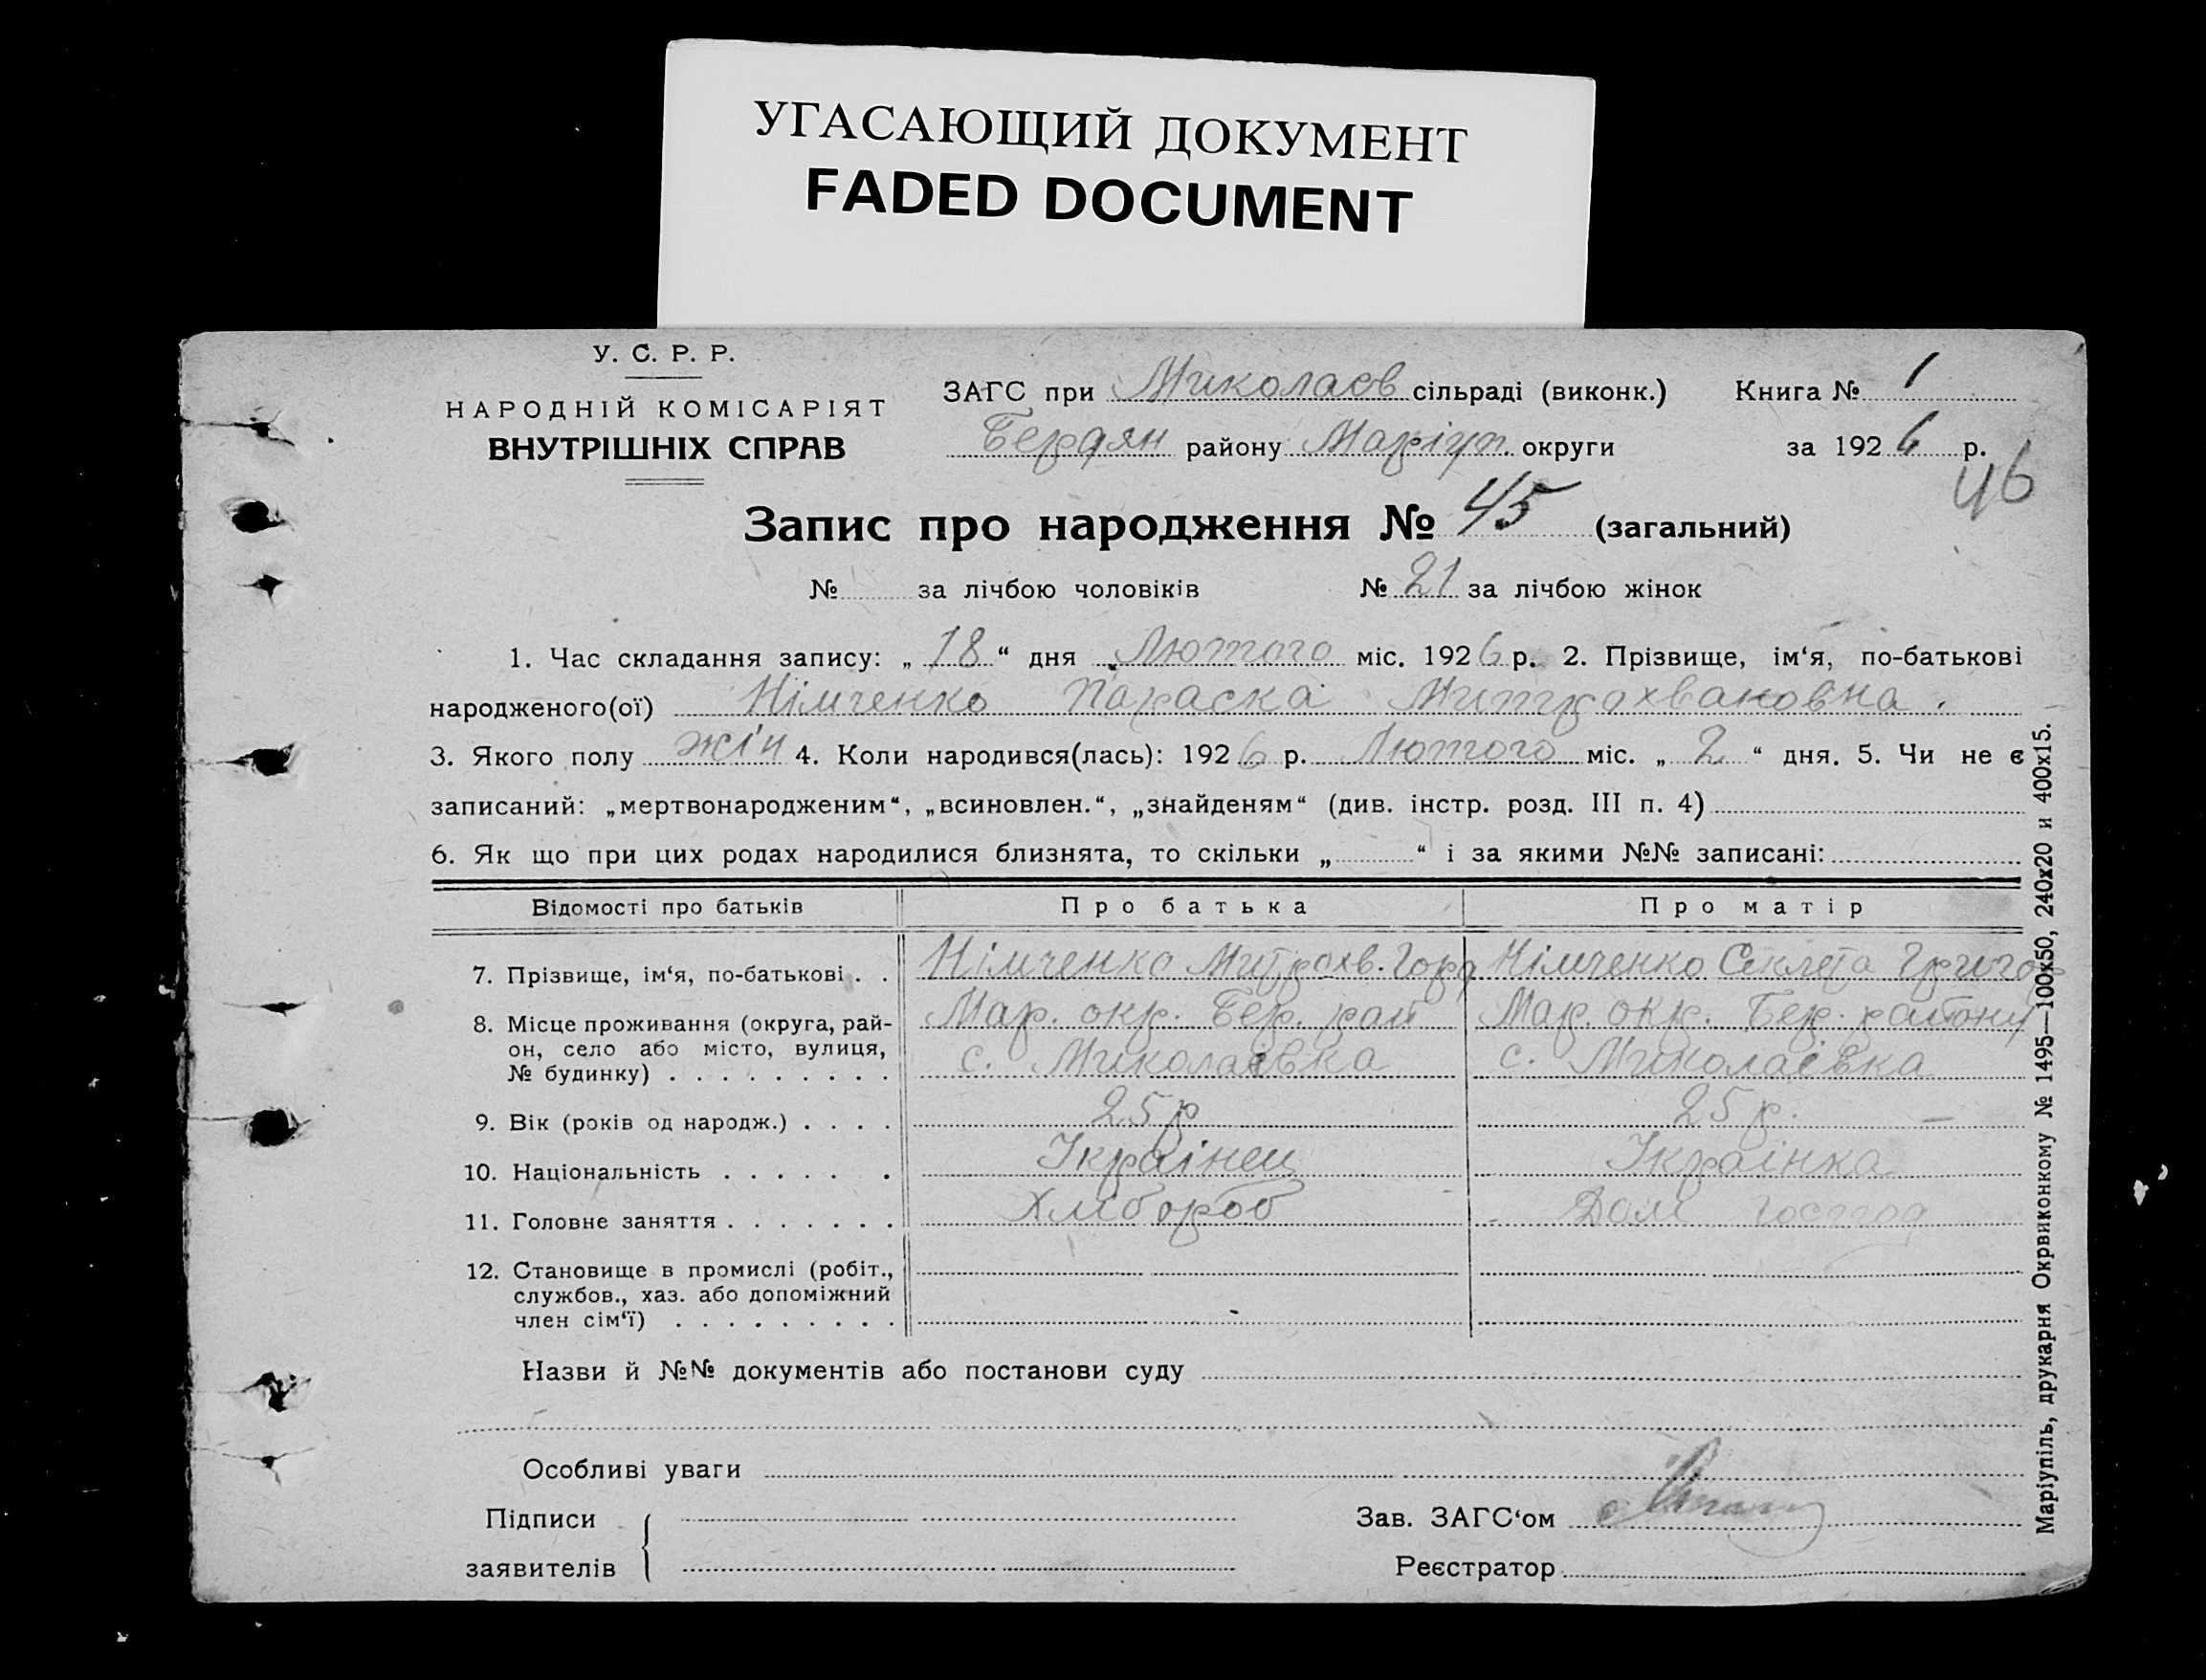 УГАСАЮЩИЙ ДОКУМЕНТ
FADED DOCUMENT
У. С. Р. Р.
НАРОДНІЙ КОМІСАРІЯТ
ВНУТРІШНІХ СПРАВ
ЗАГС при Миколаєв сільраді (виконк.) Книга № 1
Бердян району Маріуп. округи за 1926 р.
46
Запис про народження № 45 (загальний)
№ за лічбою чоловіків № 21 за лічбою жінок
1. Час складання запису: „18“ дня Лютого міс. 1926 р. 2. Прізвище, ім‘я, по-батькові
народженого(ої) Німченко Параска Митрохвановна.
3. Якого полу жін 4. Коли народився(лась): 1926 р. Лютого міс. „2“ дня. 5. Чи не є
записаний: „мертвонародженим“, „всиновлен.“, „знайденям“ (див. інстр. розд. III п. 4)
6. Як що при цих родах народилися близнята, то скільки „ “ і за якими №№ записані:
Відомості про батьків Про батька Про матір
7. Прізвище, ім‘я, по-батькові . . Німченко Митрохв. Горд Німченко Секлета Григор
8. Місце проживання (округа, рай- Мар. окр. Бер. рай Мар. окр. Бер. району
он, село або місто, вулиця, с. Миколаівка с. Миколаівка
№ будинку) . . . . . . . . .
9. Вік (років од народж.) . . . . 25 р 25 р.
10. Національність . . . . . . Украінец Украінка
11. Головне заняття . . . . . . . Хлібороб Дом господ
12. Становище в промислі (робіт.,
службов., хаз. або допоміжний
член сім‘ї) . . . . . . . . .
Назви й №№ документів або постанови суду
Особливі уваги
Підписи
заявителів
Зав. ЗАГС‘ом
Реєстратор
Маріупіль, друкарня Окрвиконкому № 1495—100х50, 240х20 и 400х15.